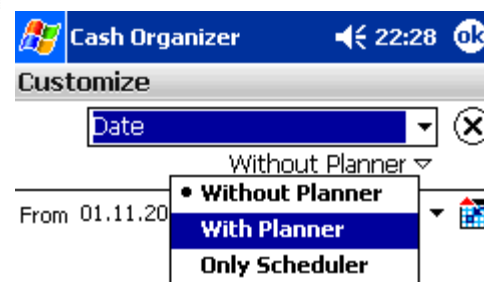 Cash Organizer 22:28 ok
Customize
Date
Without Planner
• Without Planner
From 01.11.20
With Planner
Only Scheduler